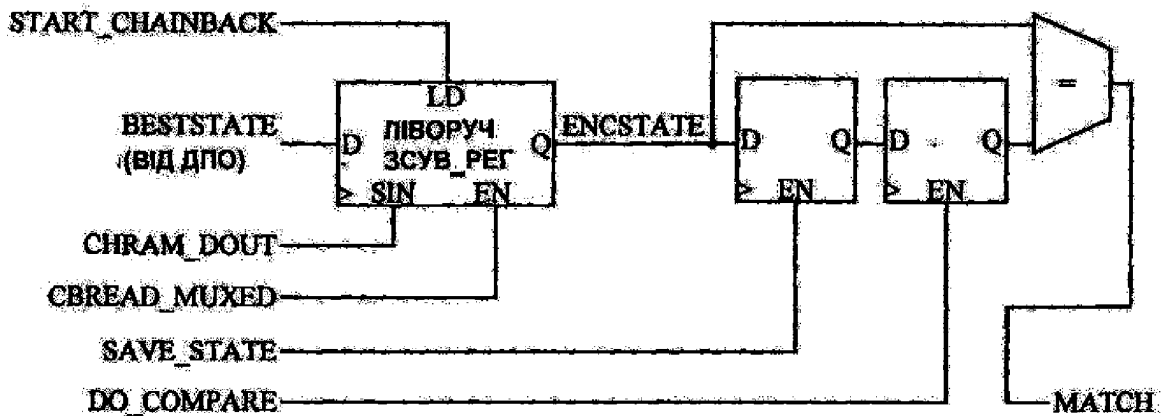 START_CHAINBACK
LD
BESTSTATE
(ВІД ДПО)
D
ЛІВОРУЧ
ЗСУВ_РЕГ
Q
ENCSTATE
D
Q
D
Q
=
> SIN
EN
>
EN
>
EN
CHRAM_DOUT
CBREAD_MUXED
SAVE_STATE
DO_COMPARE
MATCH